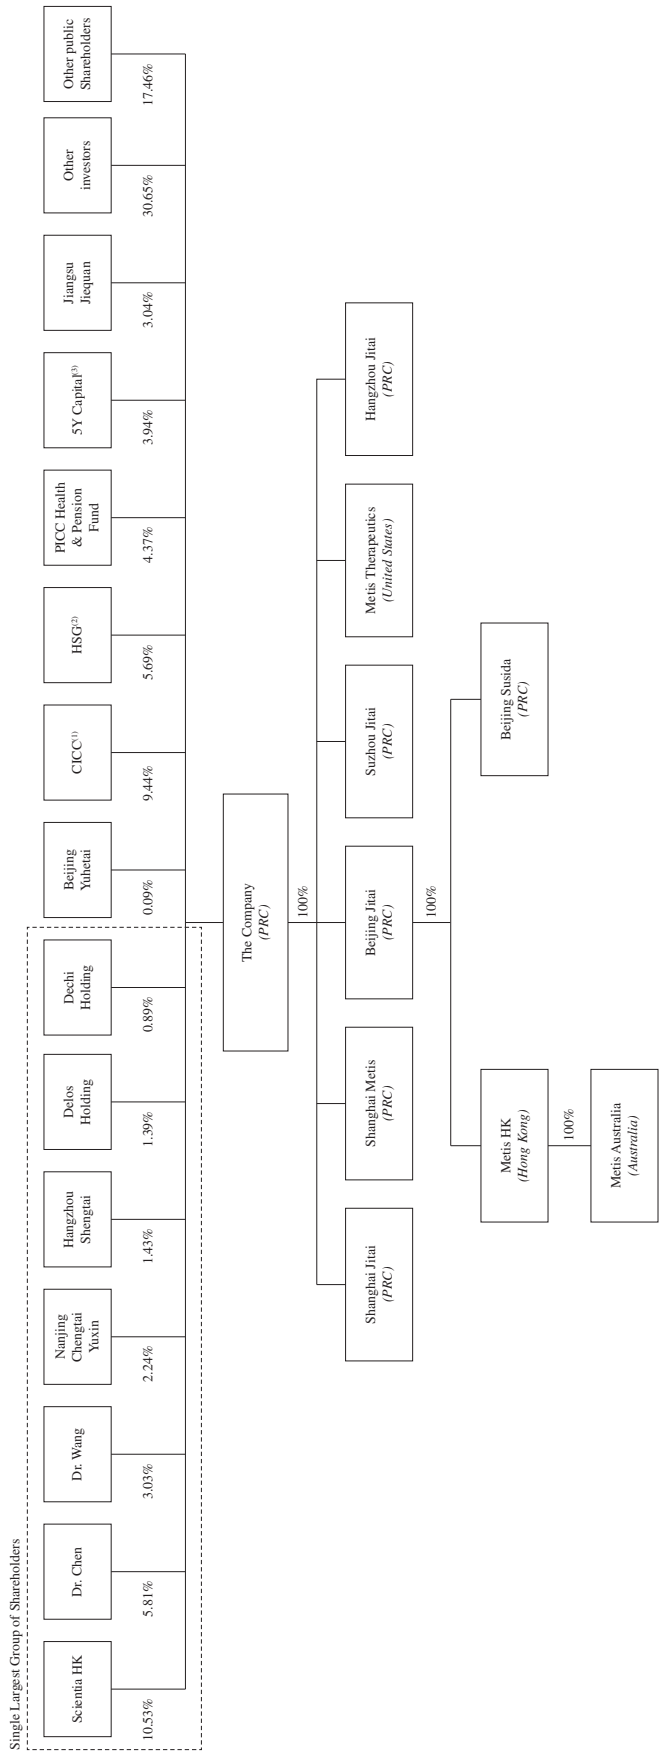 Single Largest Group of Shareholders
Scientia HK
Dr. Chen
Dr. Wang
Nanjing
Chengtai
Yuxin
Hangzhou
Shengtai
Delos
Holding
Dechi
Holding
Beijing
Yuhetai
CICC(1)
HSG(2)
PICC Health
& Pension
Fund
5Y Capital(3)
Jiangsu
Jiequan
Other
investors
Other public
Shareholders
10.53%
5.81%
3.03%
2.24%
1.43%
1.39%
0.89%
0.09%
9.44%
5.69%
4.37%
3.94%
3.04%
30.65%
17.46%
The Company
(PRC)
100%
Shanghai Jitai
(PRC)
Shanghai Metis
(PRC)
Beijing Jitai
(PRC)
Suzhou Jitai
(PRC)
Metis Therapeutics
(United States)
Hangzhou Jitai
(PRC)
100%
Metis HK
(Hong Kong)
Beijing Susida
(PRC)
100%
Metis Australia
(Australia)